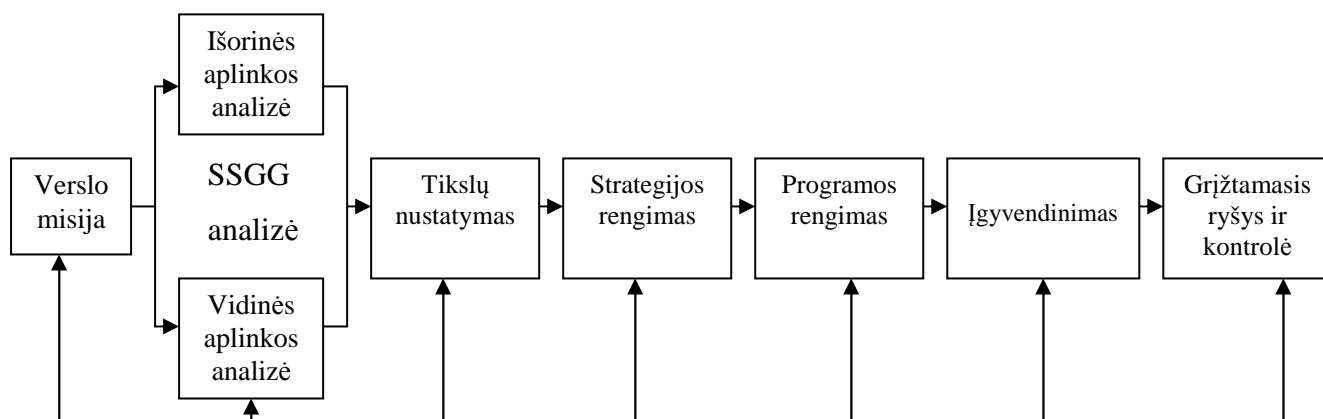 Verslo
misija
Išorinės
aplinkos
analizė
SSGG
analizė
Vidinės
aplinkos
analizė
Tikslų
nustatymas
Strategijos
rengimas
Programos
rengimas
Įgyvendinimas
Grįžtamasis
ryšys ir
kontrolė